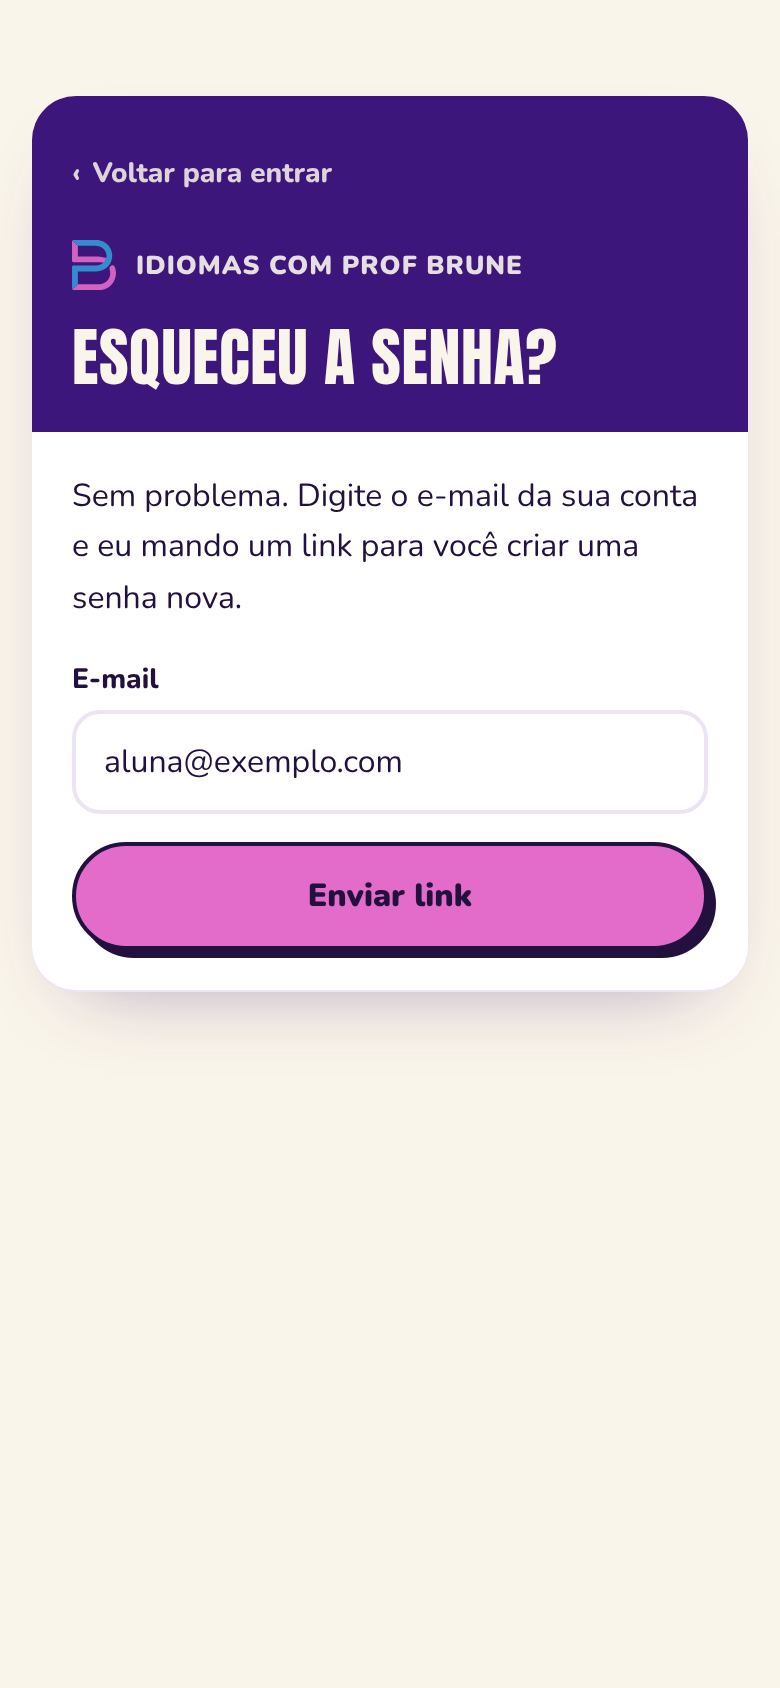 ‹ Voltar para entrar
IDIOMAS COM PROF BRUNE
ESQUECEU A SENHA?
Sem problema. Digite o e-mail da sua conta
e eu mando um link para você criar uma
senha nova.
E-mail
aluna@exemplo.com
Enviar link